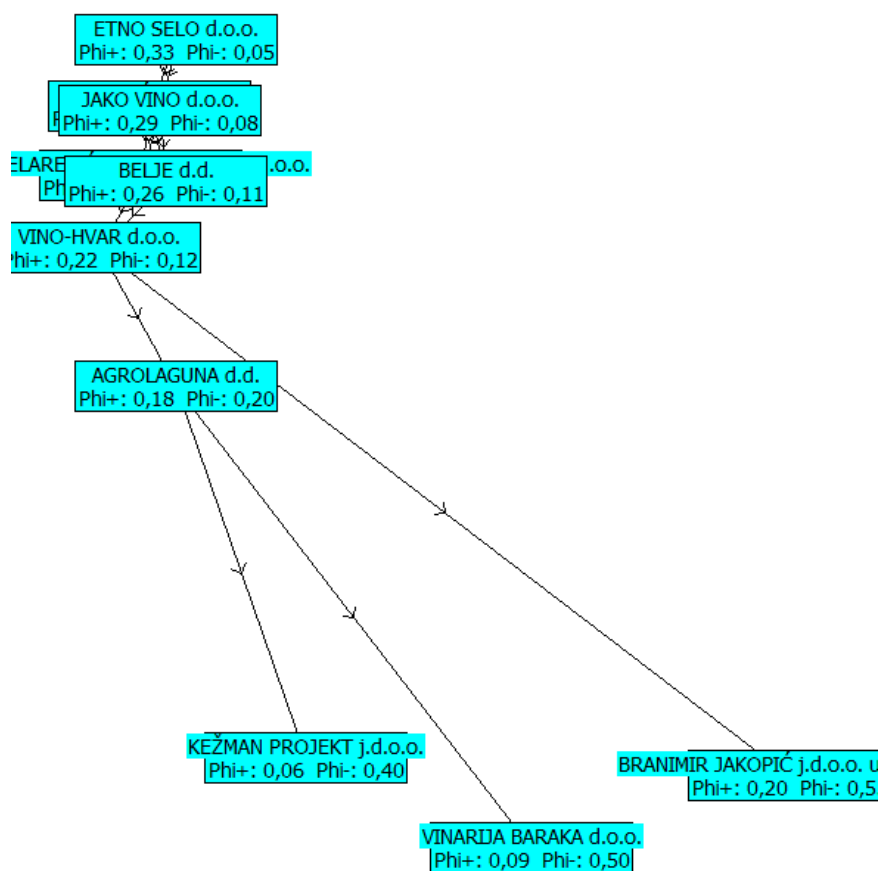 ETNO SELO d.o.o.
Phi+: 0,33 Phi-: 0,05
JAKO VINO d.o.o.
Phi+: 0,29 Phi-: 0,08
.o.o.
BELJE d.d.
Phi+: 0,26 Phi-: 0,11
VINO-HVAR d.o.o.
Phi+: 0,22 Phi-: 0,12
AGROLAGUNA d.d.
Phi+: 0,18 Phi-: 0,20
KEŽMAN PROJEKT j.d.o.o.
Phi+: 0,06 Phi-: 0,40
BRANIMIR JAKOPIĆ j.d.o.o. u
Phi+: 0,20 Phi-: 0,5
VINARIJA BARAKA d.o.o.
Phi+: 0,09 Phi-: 0,50